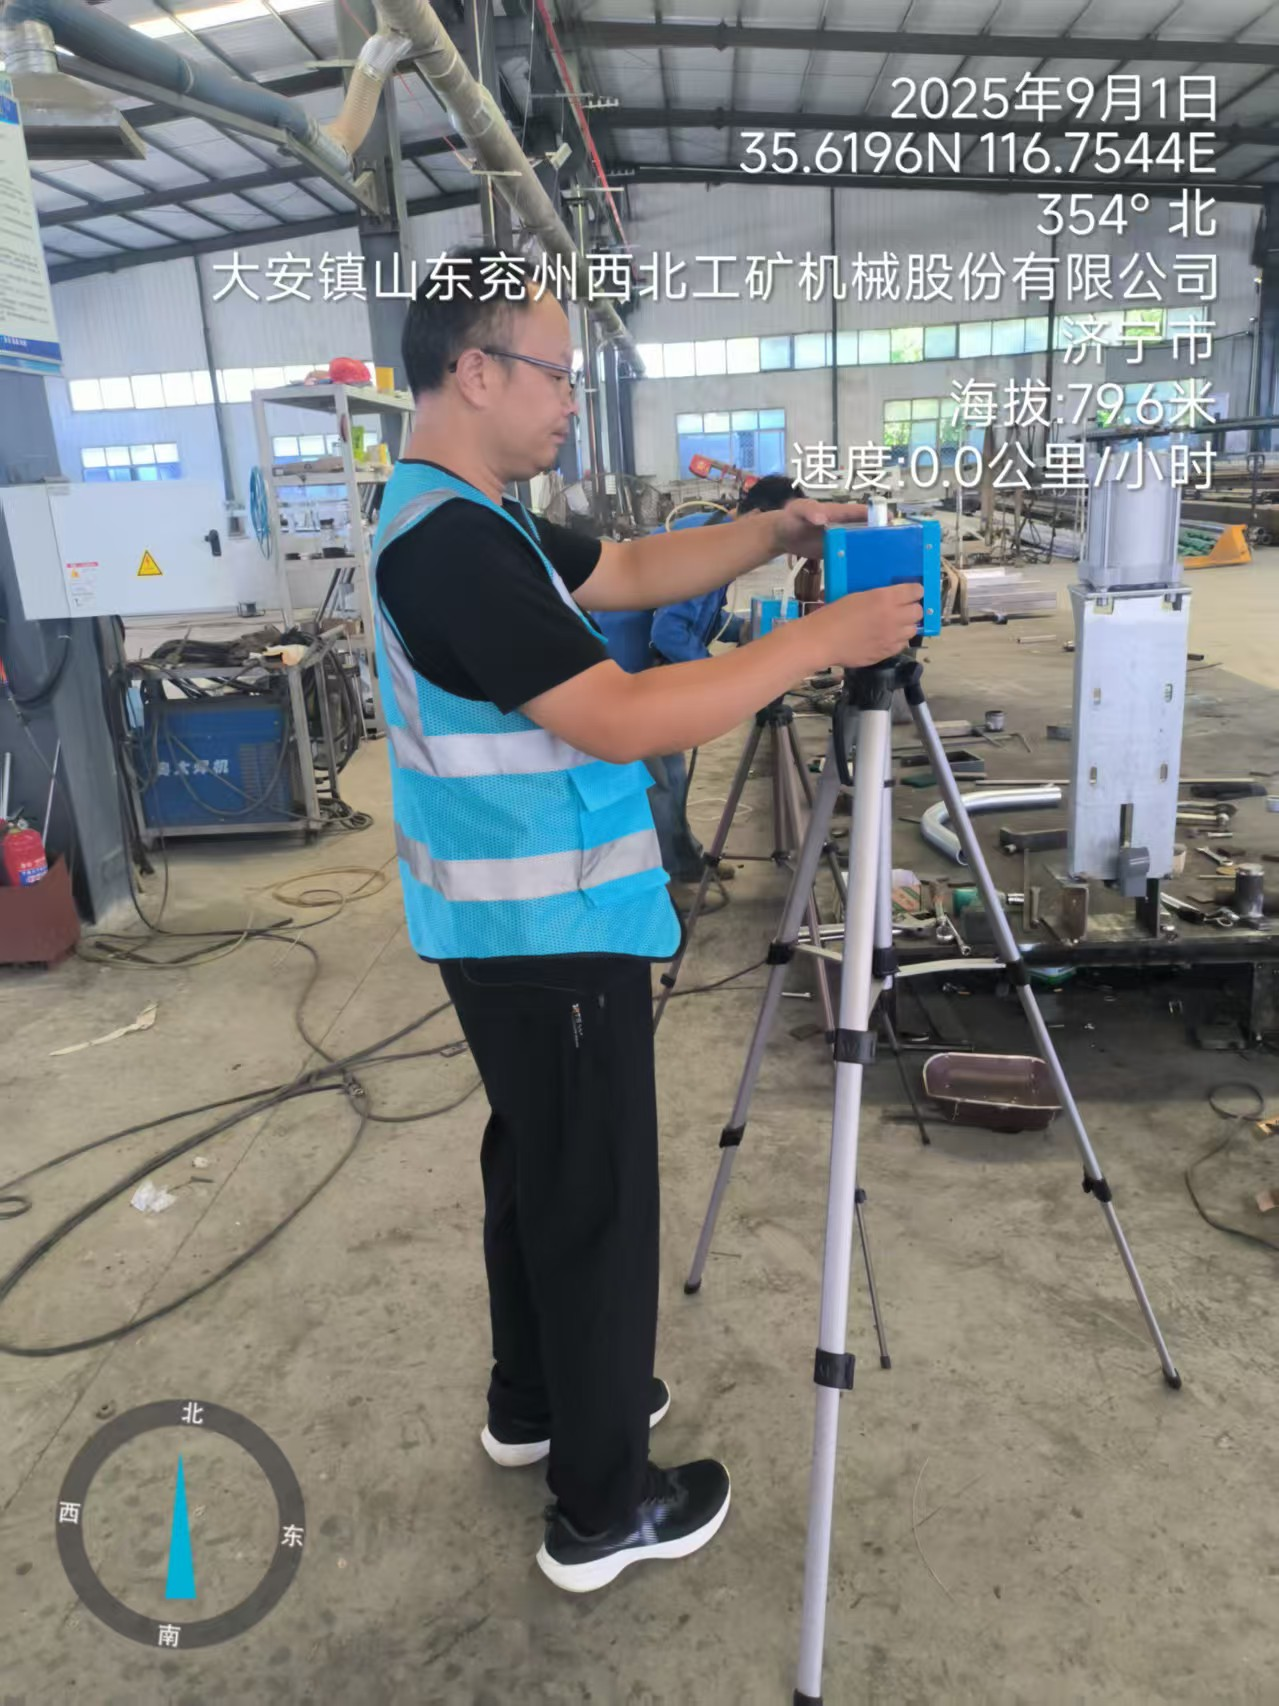 2025年9月1日
35.6196N 116.7544E
354° 北
大安镇山东兖州西北工矿机械股份有限公司
济宁市
海拔:79.6米
速度:0.0公里/小时
北
西
东
南